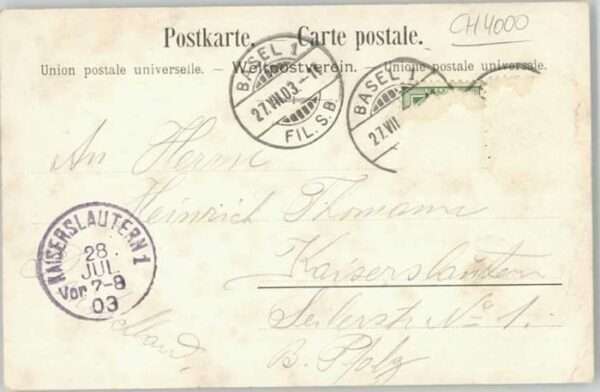 CH4000
Postkarte. — Carte postale.
Union postale universelle. — Weltpostverein. — Unione postale universale.
BASEL 1
27.VII.03.-11
FIL.S.B.
BASEL 1
27.VII
An Herrn
Heinrich Thomann
Kaiserslautern
Seilerstr No 1.
B. Pfalz
KAISERSLAUTERN 1
28
JUL
Vor 7-8
03